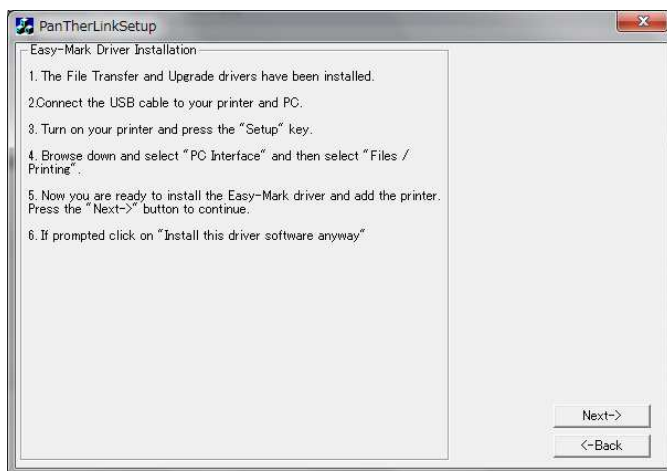 PanTherLinkSetup
Easy-Mark Driver Installation
1. The File Transfer and Upgrade drivers have been installed.
2.Connect the USB cable to your printer and PC.
3. Turn on your printer and press the "Setup" key.
4. Browse down and select "PC Interface" and then select "Files /
Printing".
5. Now you are ready to install the Easy-Mark driver and add the printer.
Press the "Next->" button to continue.
6. If prompted click on "Install this driver software anyway"
Next->
<-Back